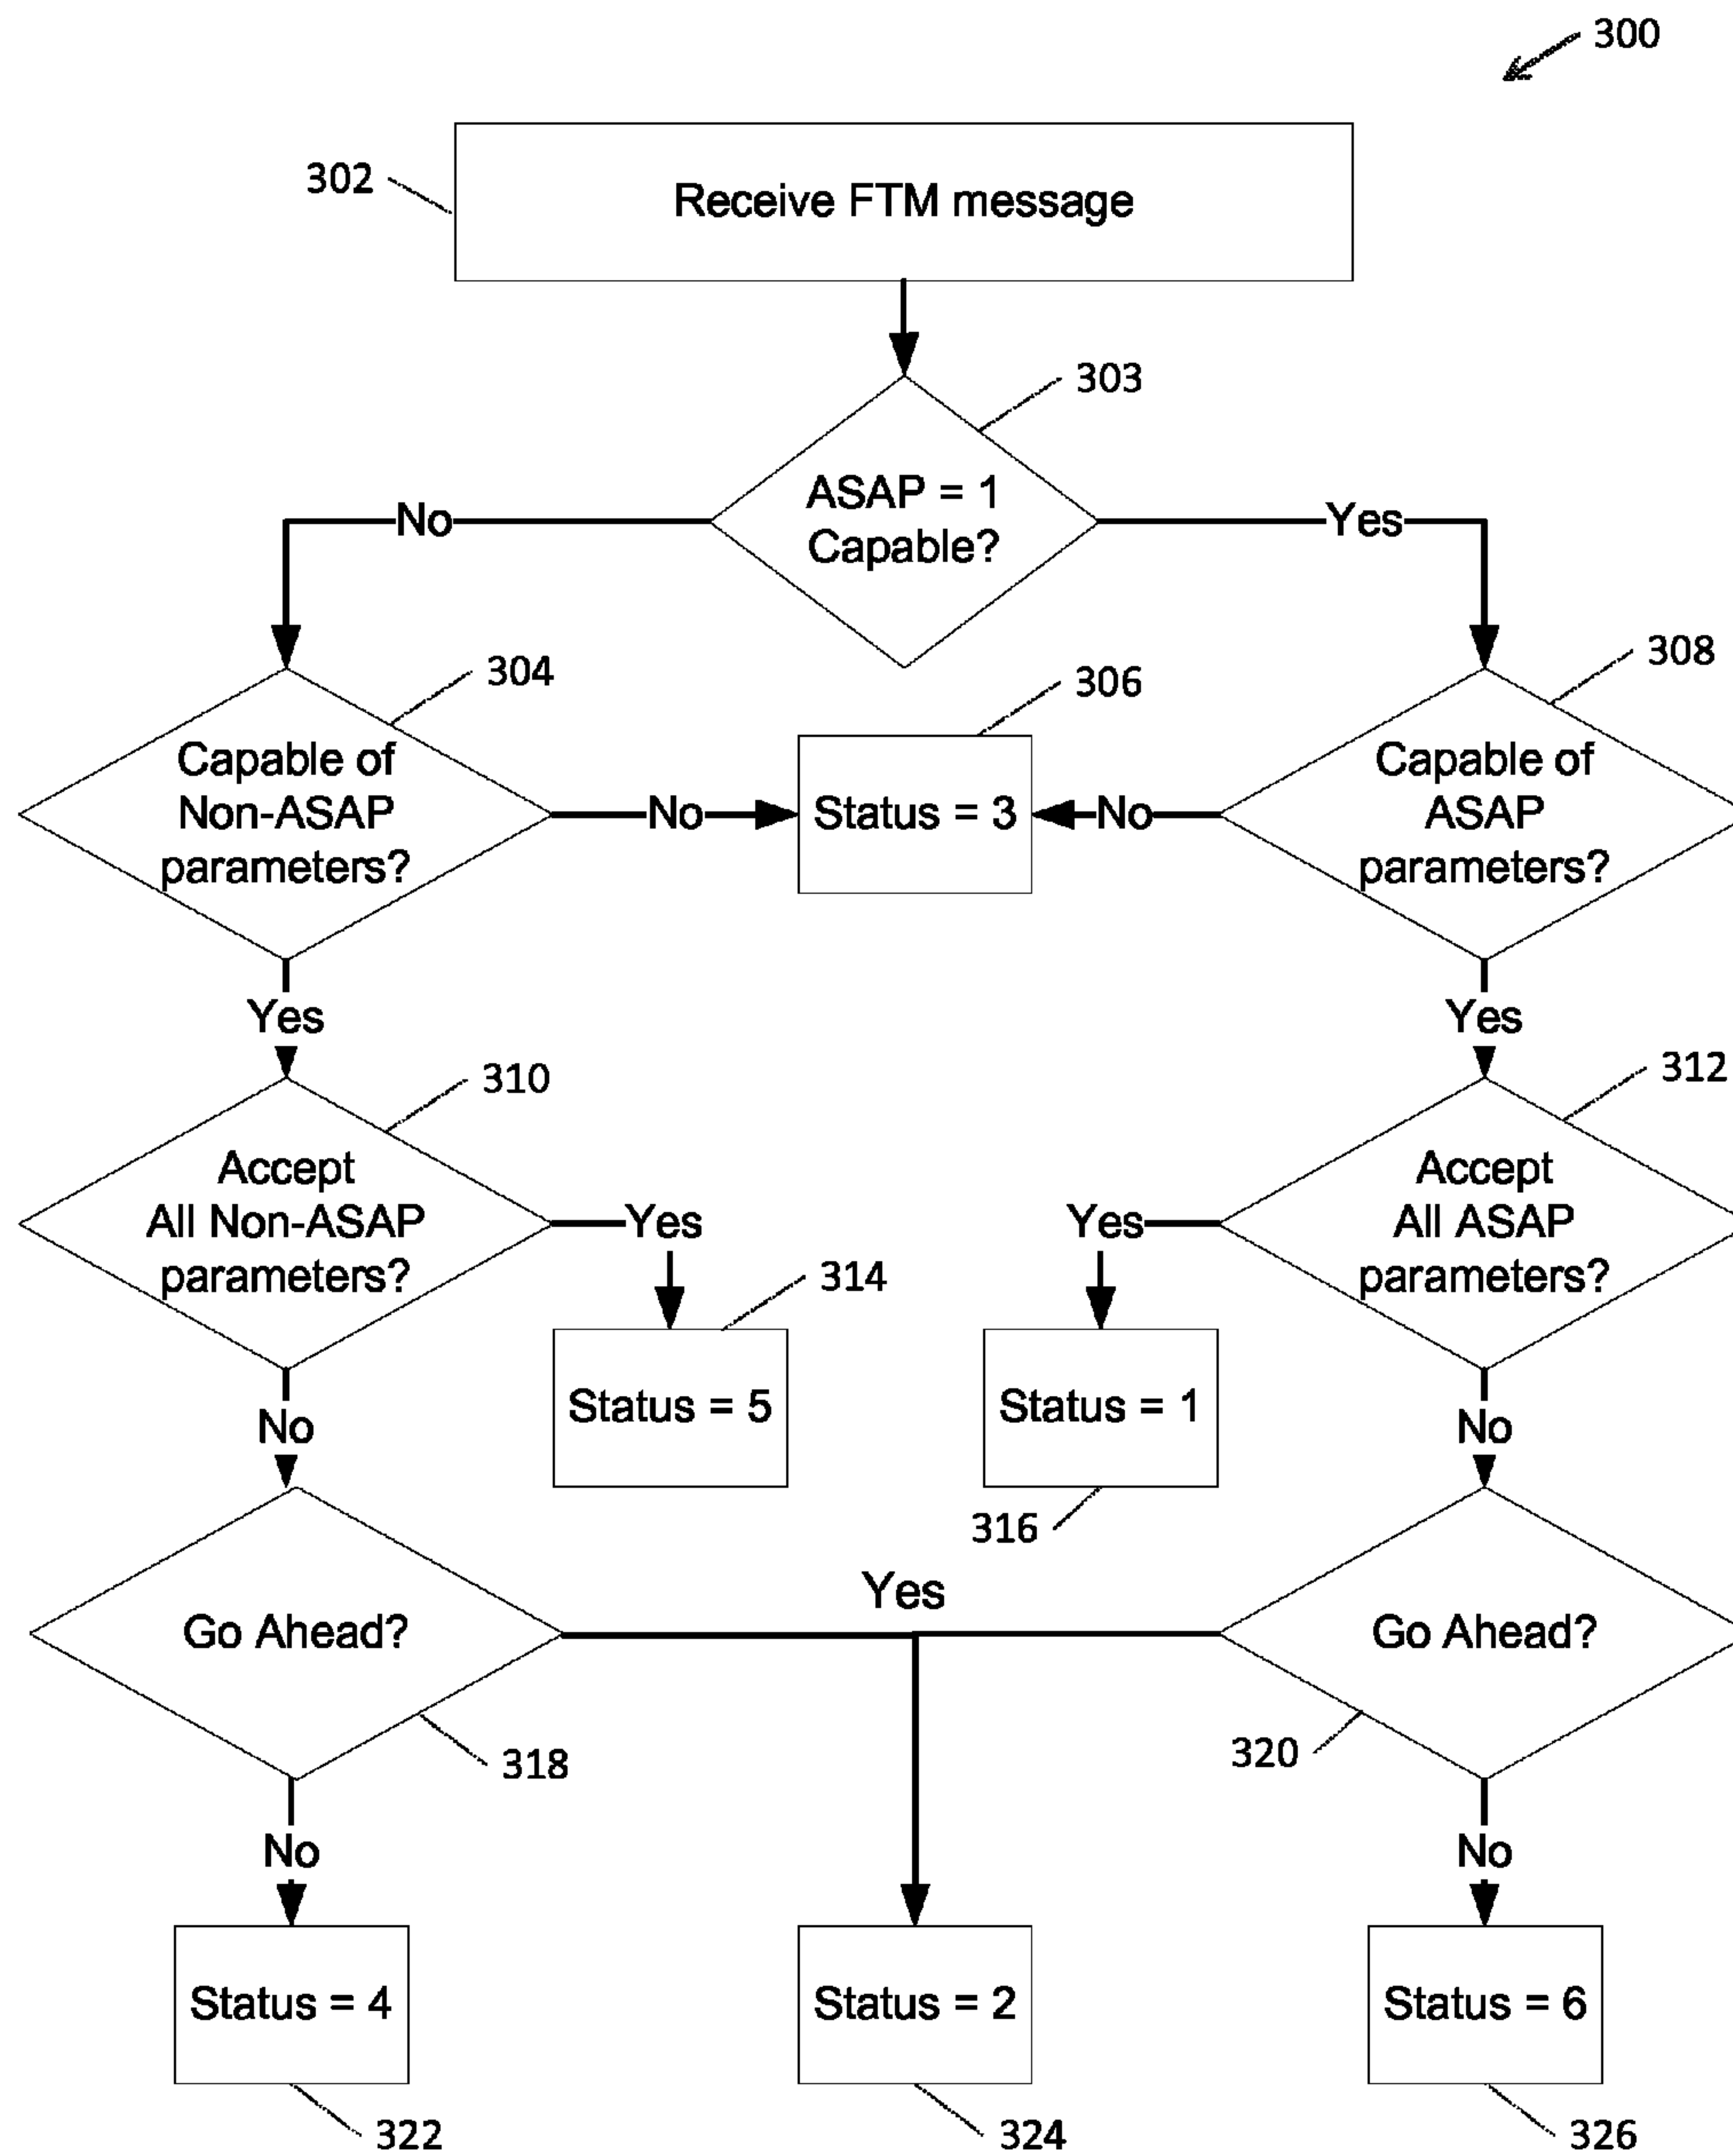 300
302
Receive FTM message
303
ASAP = 1
Capable?
No
Yes
304
306
308
Capable of
Non-ASAP
parameters?
No
Status = 3
No
Capable of
ASAP
parameters?
Yes
Yes
310
312
Accept
All Non-ASAP
parameters?
Yes
Yes
Accept
All ASAP
parameters?
314
Status = 5
Status = 1
No
No
316
Yes
Go Ahead?
Go Ahead?
318
320
No
No
Status = 4
Status = 2
Status = 6
322
324
326